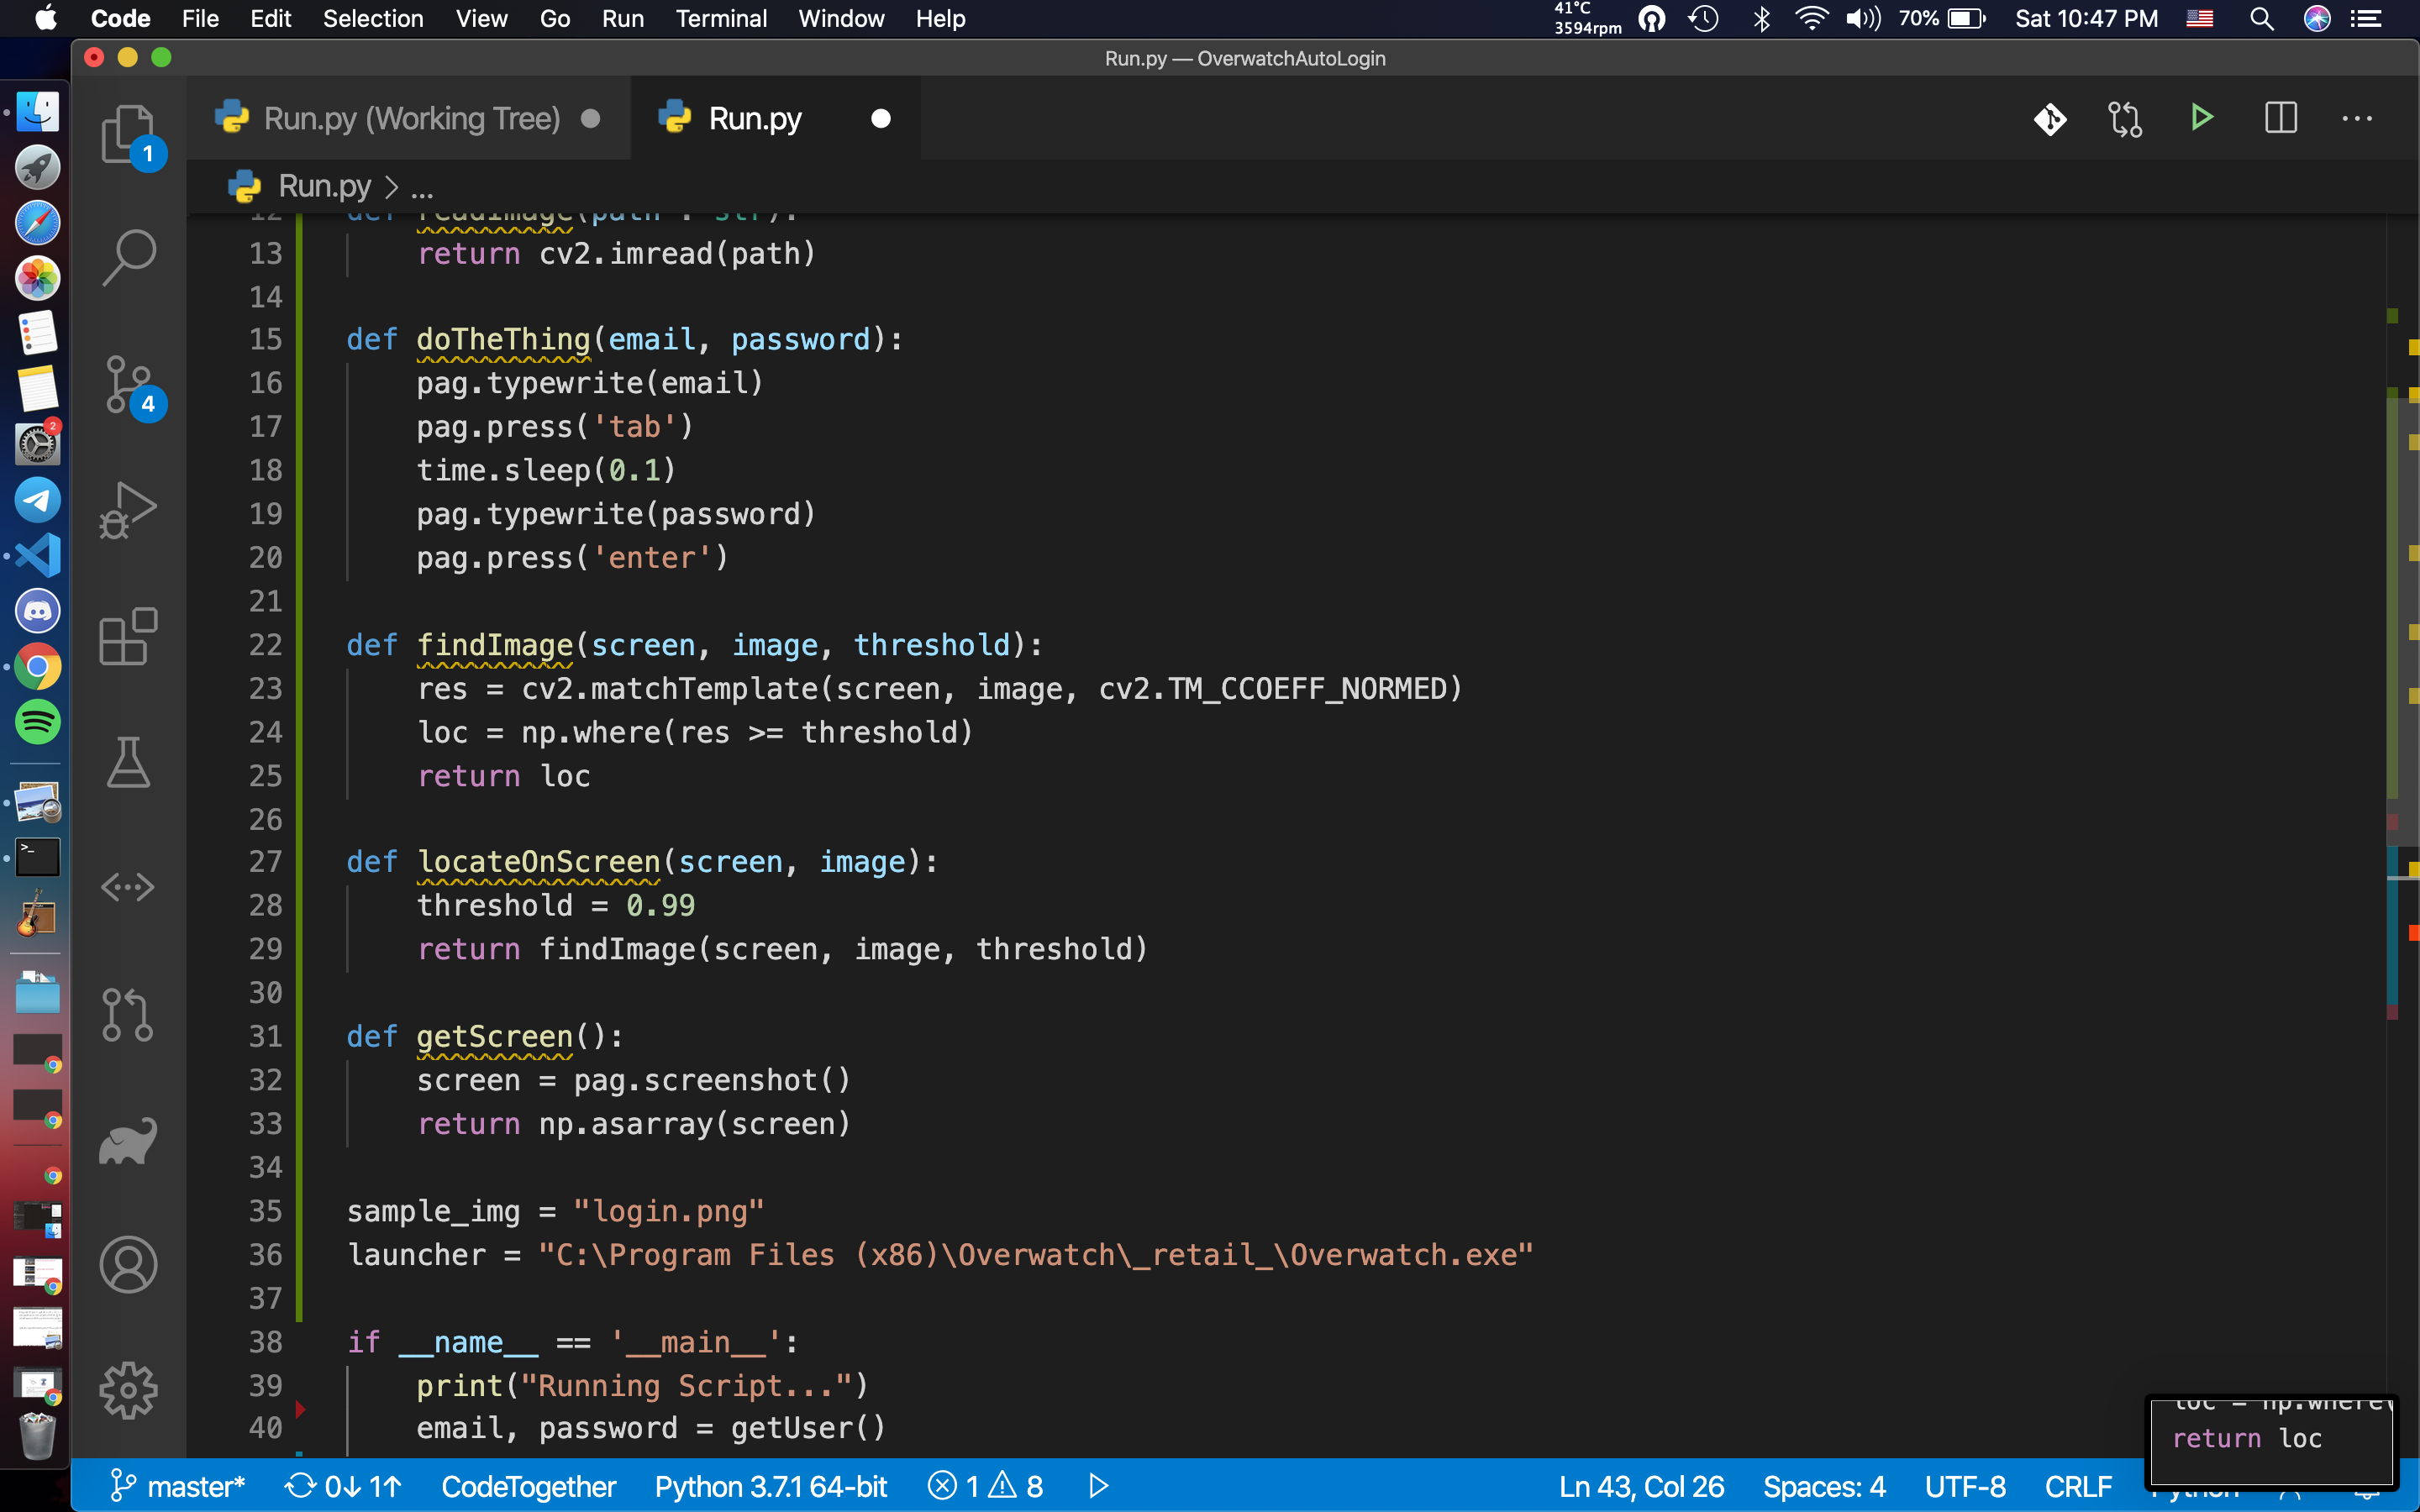 Code File Edit Selection View Go Run Terminal Window Help 41°C 3594rpm 70% Sat 10:47 PM
Run.py — OverwatchAutoLogin
Run.py (Working Tree) Run.py
Run.py > ...
12 def readImage(path : str):
13 return cv2.imread(path)
14
15 def doTheThing(email, password):
16 pag.typewrite(email)
17 pag.press('tab')
18 time.sleep(0.1)
19 pag.typewrite(password)
20 pag.press('enter')
21
22 def findImage(screen, image, threshold):
23 res = cv2.matchTemplate(screen, image, cv2.TM_CCOEFF_NORMED)
24 loc = np.where(res >= threshold)
25 return loc
26
27 def locateOnScreen(screen, image):
28 threshold = 0.99
29 return findImage(screen, image, threshold)
30
31 def getScreen():
32 screen = pag.screenshot()
33 return np.asarray(screen)
34
35 sample_img = "login.png"
36 launcher = "C:\Program Files (x86)\Overwatch\_retail_\Overwatch.exe"
37
38 if __name__ == '__main__':
39 print("Running Script...")
40 email, password = getUser()
1
4
2
loc = np.where(
return loc
master* 0↓ 1↑ CodeTogether Python 3.7.1 64-bit 1 8 Ln 43, Col 26 Spaces: 4 UTF-8 CRLF Python